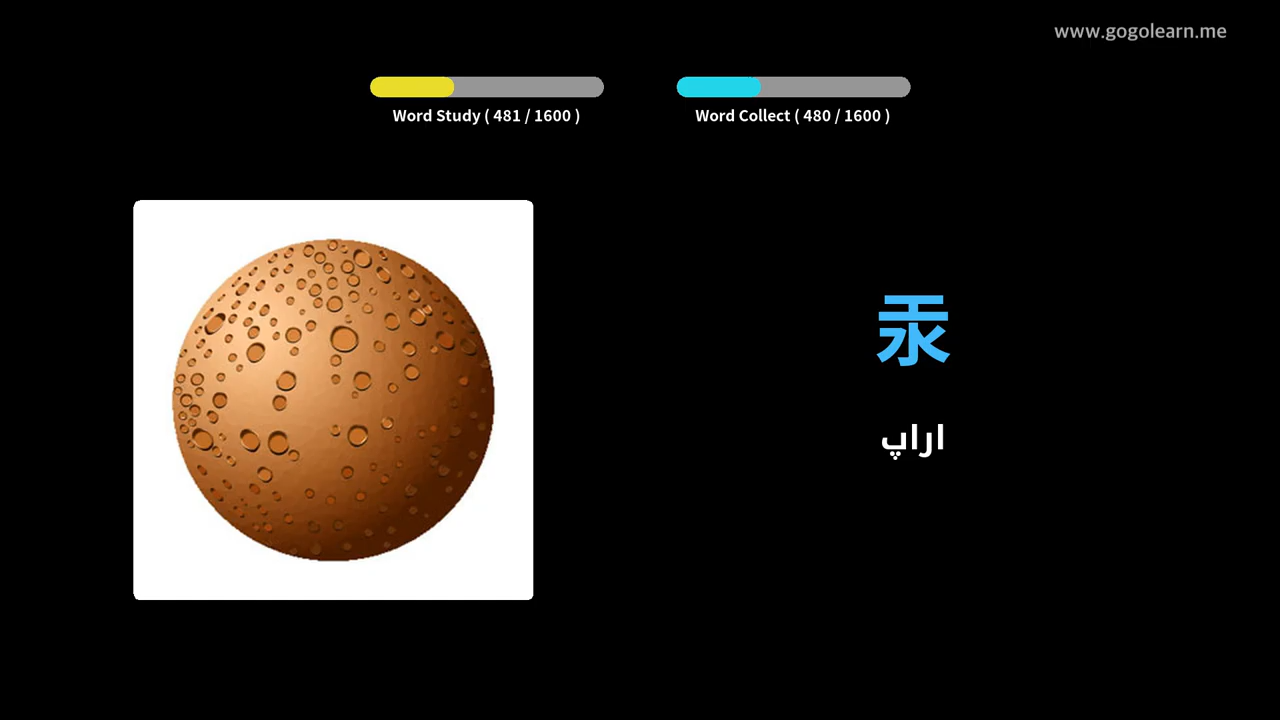 www.gogolearn.me
Word Study ( 481 / 1600 )
Word Collect ( 480 / 1600 )
汞
اراپ